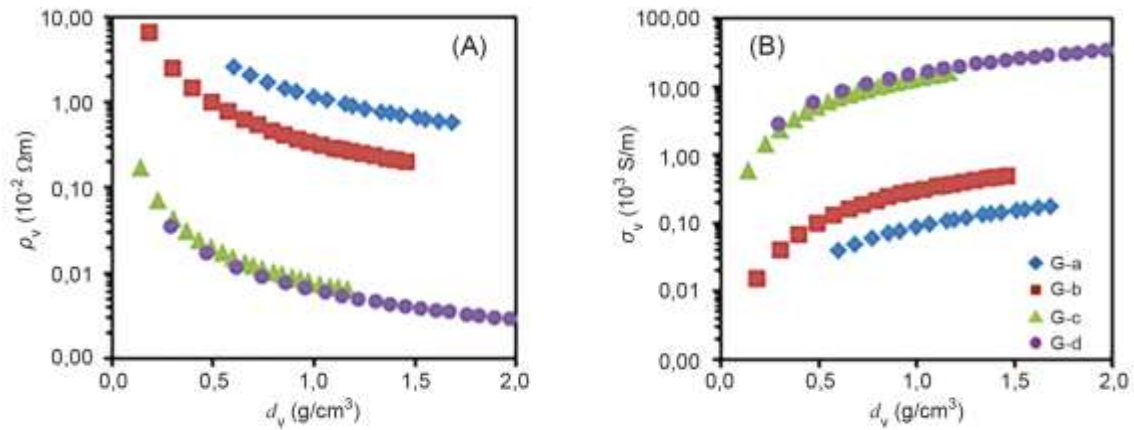 (A)
10,00
1,00
0,10
0,01
0,00
ρᵥ (10⁻² Ωm)
0,0 0,5 1,0 1,5 2,0
dᵥ (g/cm³)
(B)
100,00
10,00
1,00
0,10
0,01
0,00
σᵥ (10³ S/m)
G-a
G-b
G-c
G-d
0,0 0,5 1,0 1,5 2,0
dᵥ (g/cm³)